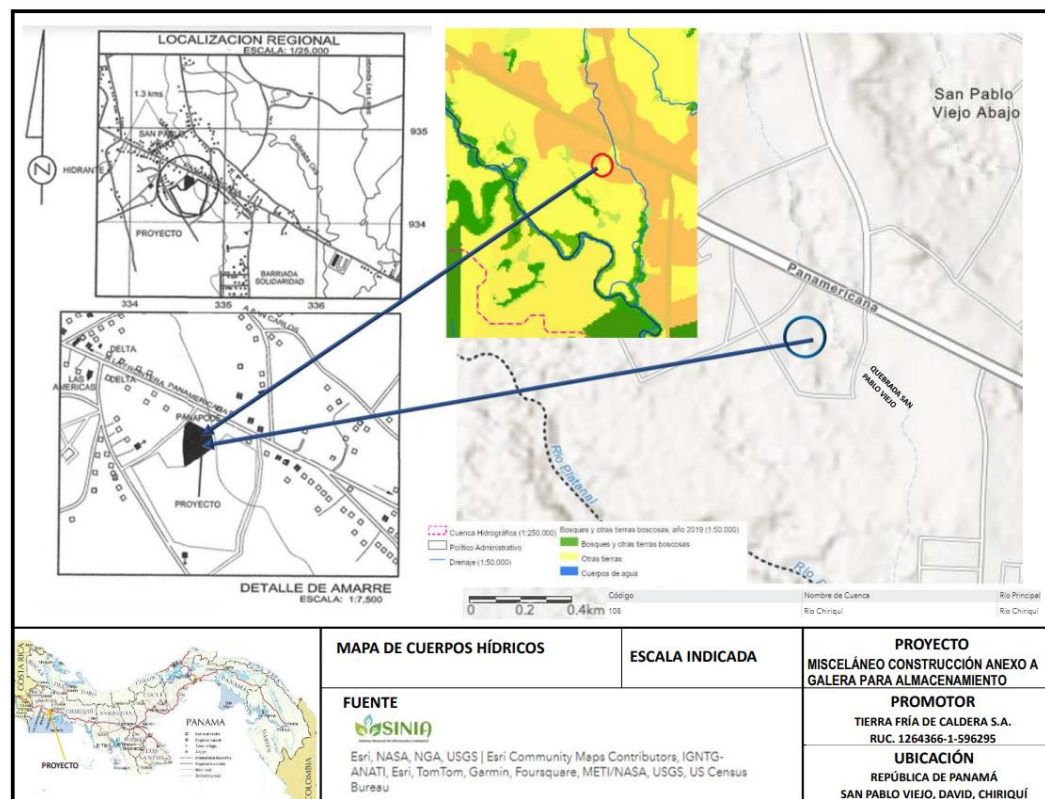 LOCALIZACION REGIONAL
ESCALA: 1/25,000
1.3 kms
SAN PABLO
VIEJO
HIDRANTE
PANAMERICANA
PROYECTO
BARRIADA
SOLIDARIDAD
935
934
334
335
336
Z
DELTA
LAS
AMERICAS
DELTA
A LA FRONTERA PANAMERICANA
A SAN CARLOS
PROYECTO
DETALLE DE AMARRE
ESCALA: 1:7,500
San Pablo
Viejo Abajo
Panamericana
QUEBRADA SAN
PABLO VIEJO
Río Platanal
Cuenca Hidrográfica (1:250.000)
Político Administrativo
Drenaje (1:50.000)
Bosques y otras tierras boscosas, año 2019 (1:50.000)
Bosques y otras tierras boscosas
Otras tierras
Cuerpos de agua
0 0.2 0.4km
Código Nombre de Cuenca Río Principal
108 Río Chiriquí Río Chiriquí
COSTA RICA
PANAMA
COLOMBIA
PROYECTO
MAPA DE CUERPOS HÍDRICOS
ESCALA INDICADA
FUENTE
SINIA
Esri, NASA, NGA, USGS | Esri Community Maps Contributors, IGNTG-
ANATI, Esri, TomTom, Garmin, Foursquare, METI/NASA, USGS, US Census
Bureau
PROYECTO
MISCELÁNEO CONSTRUCCIÓN ANEXO A
GALERA PARA ALMACENAMIENTO
PROMOTOR
TIERRA FRÍA DE CALDERA S.A.
RUC. 1264366-1-596295
UBICACIÓN
REPÚBLICA DE PANAMÁ
SAN PABLO VIEJO, DAVID, CHIRIQUÍ